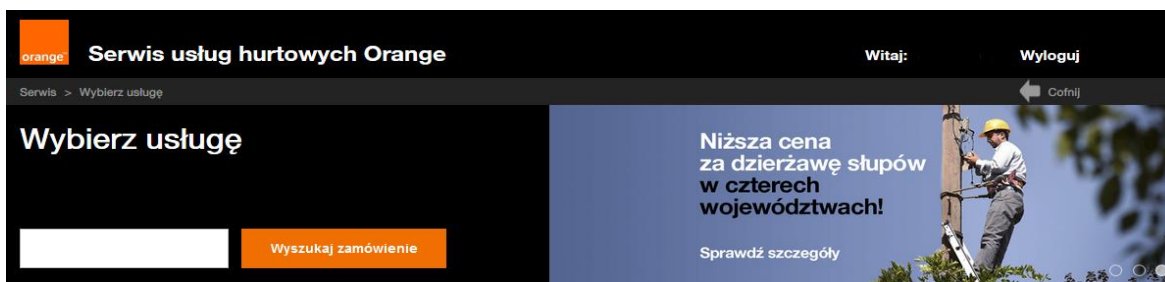 orange™
Serwis usług hurtowych Orange
Witaj:
Wyloguj
Serwis > Wybierz usługę
Cofnij
Wybierz usługę
Niższa cena
za dzierżawę słupów
w czterech
województwach!
Wyszukaj zamówienie
Sprawdź szczegóły